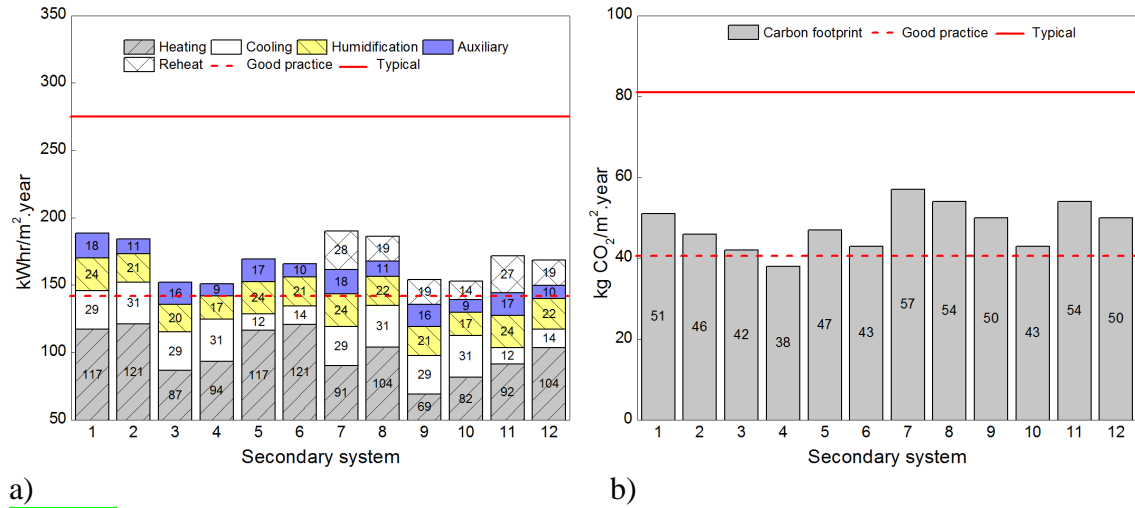 350
300
250
200
150
100
50
kWhr/m².year
Heating Cooling Humidification Auxiliary
Reheat Good practice Typical
18 24 29 117
11 21 31 121
16 20 29 87
9 17 31 94
17 24 12 117
10 21 14 121
28 18 24 29 91
19 11 22 31 104
19 16 21 29 69
14 9 17 31 82
27 17 24 12 92
19 10 22 14 104
1 2 3 4 5 6 7 8 9 10 11 12
Secondary system
a)
100
80
60
40
20
0
kg CO₂/m².year
Carbon footprint Good practice Typical
51 46 42 38 47 43 57 54 50 43 54 50
1 2 3 4 5 6 7 8 9 10 11 12
Secondary system
b)